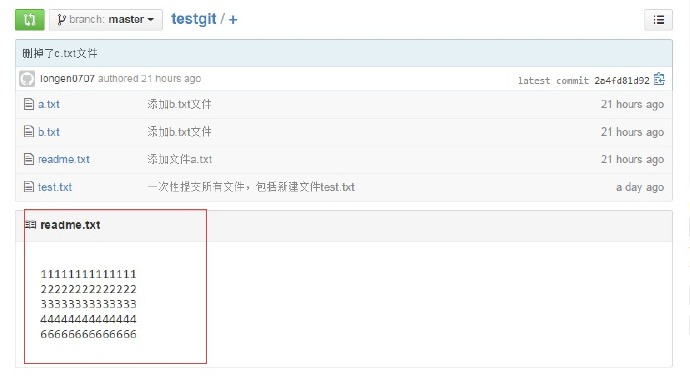 branch: master
testgit / +
删掉了c.txt文件
longen0707 authored 21 hours ago
latest commit 2a4fd81d92
a.txt 添加b.txt文件 21 hours ago
b.txt 添加b.txt文件 21 hours ago
readme.txt 添加文件a.txt 21 hours ago
test.txt 一次性提交所有文件，包括新建文件test.txt a day ago
readme.txt
11111111111111
22222222222222
33333333333333
44444444444444
66666666666666